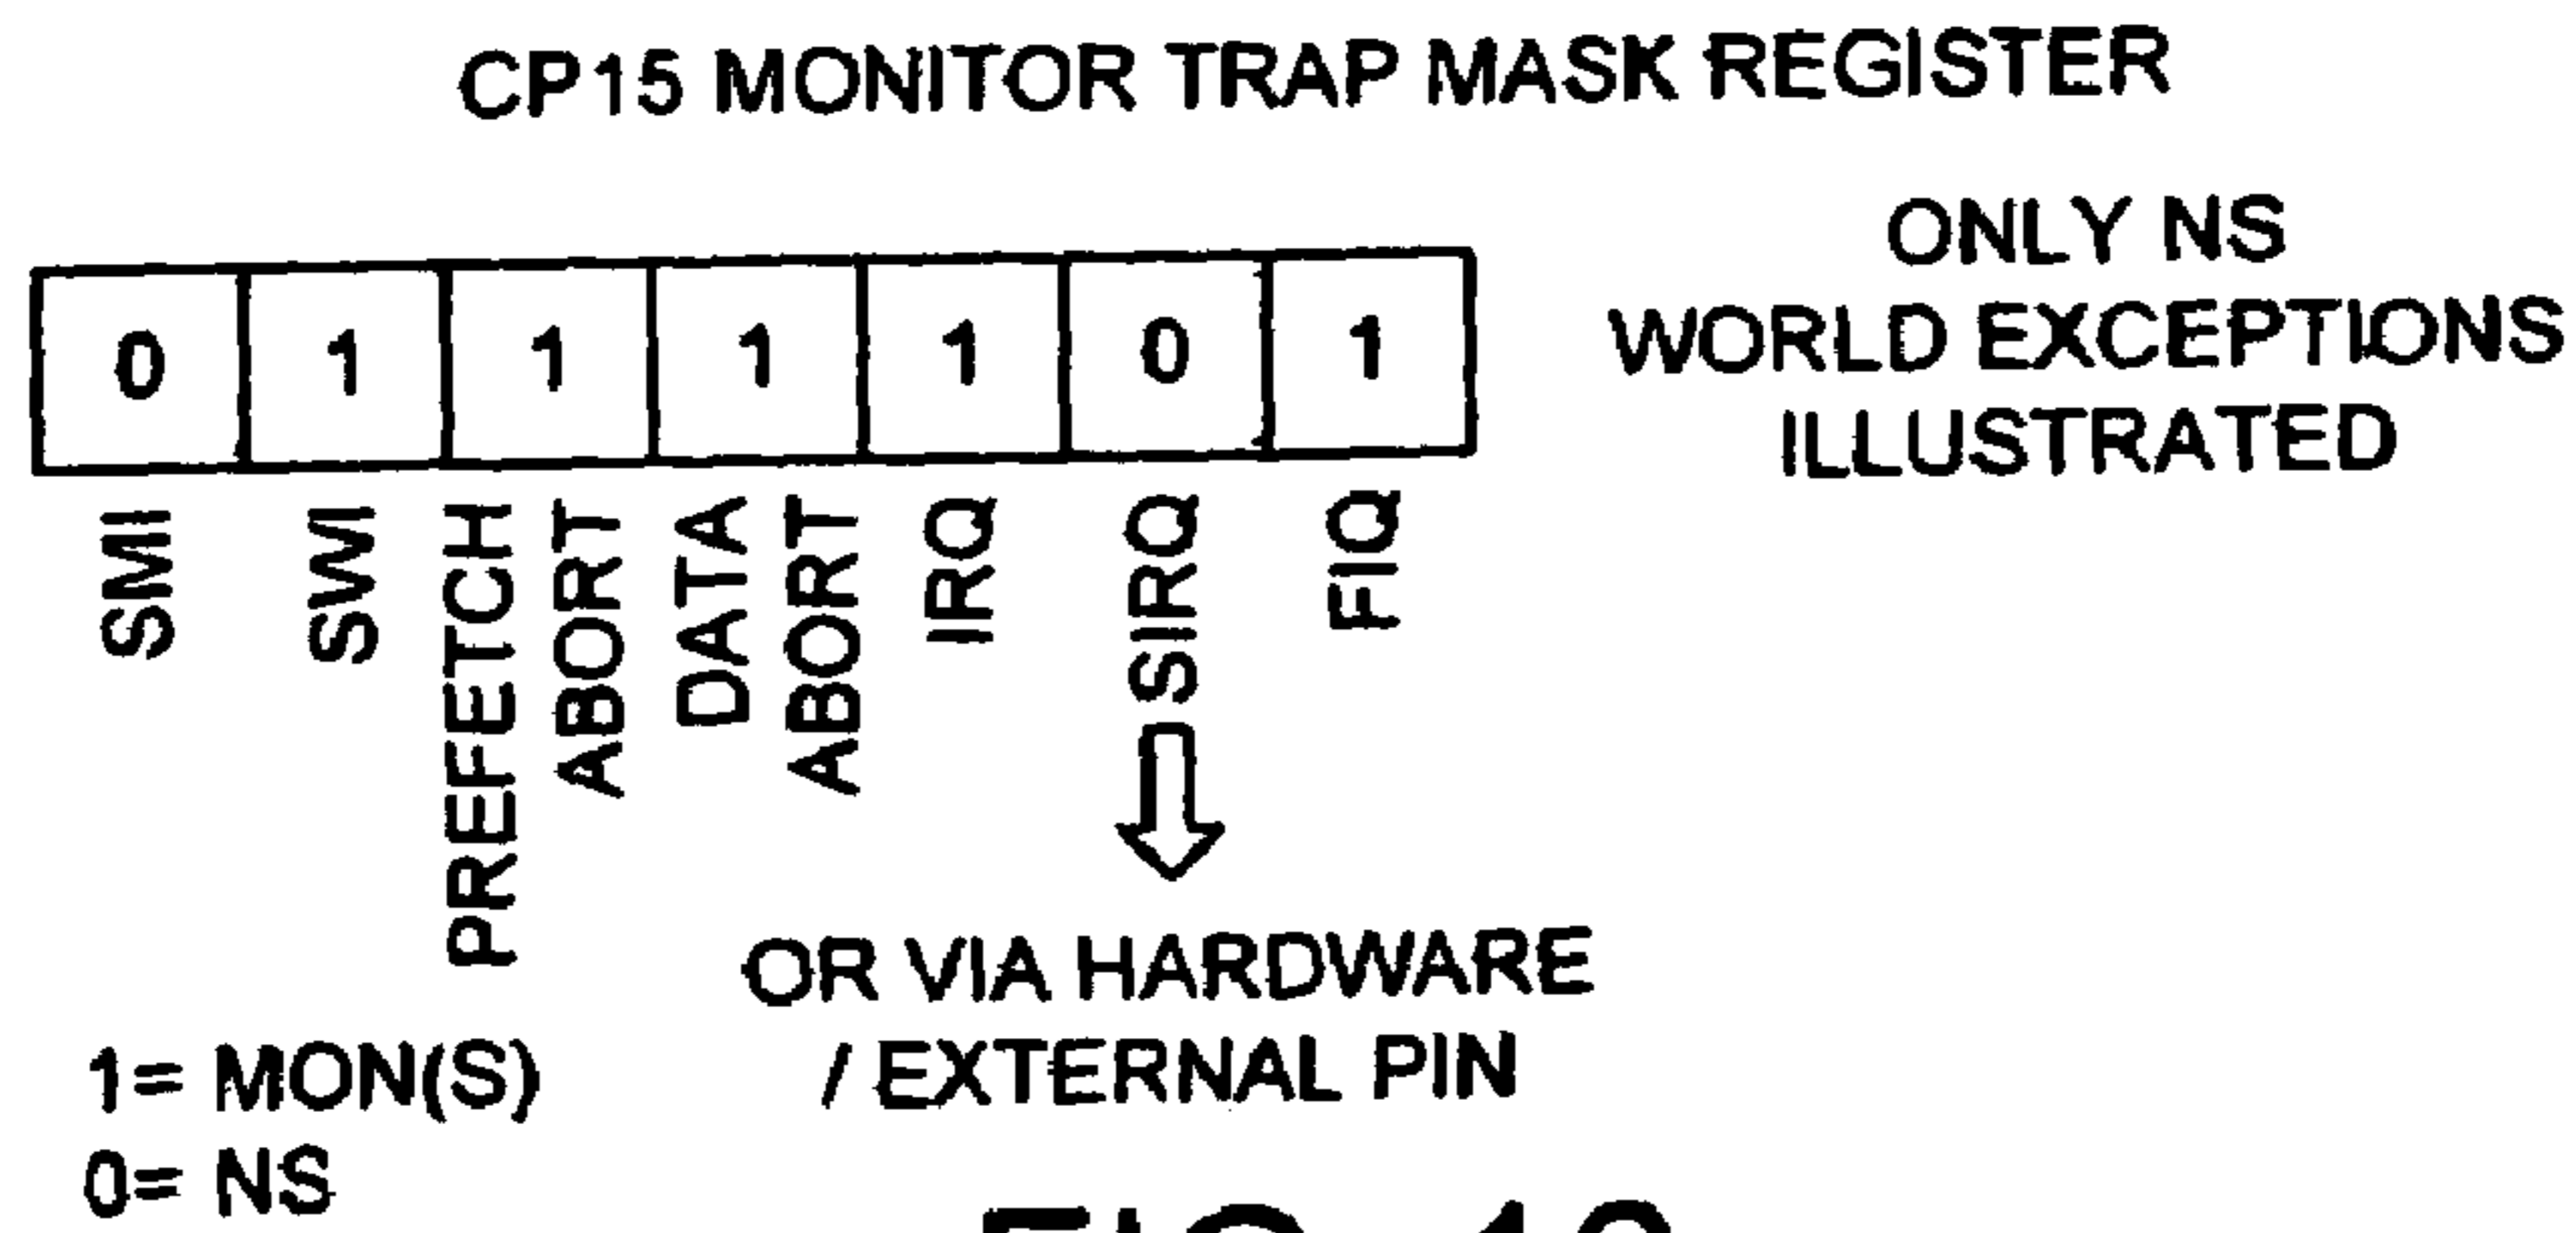 CP15 MONITOR TRAP MASK REGISTER
ONLY NS
WORLD EXCEPTIONS
ILLUSTRATED
0 1 1 1 1 0 1
SMI
SWI
PREFETCH
ABORT
DATA
ABORT
IRQ
SIRQ
FIQ
OR VIA HARDWARE
/ EXTERNAL PIN
1= MON(S)
0= NS